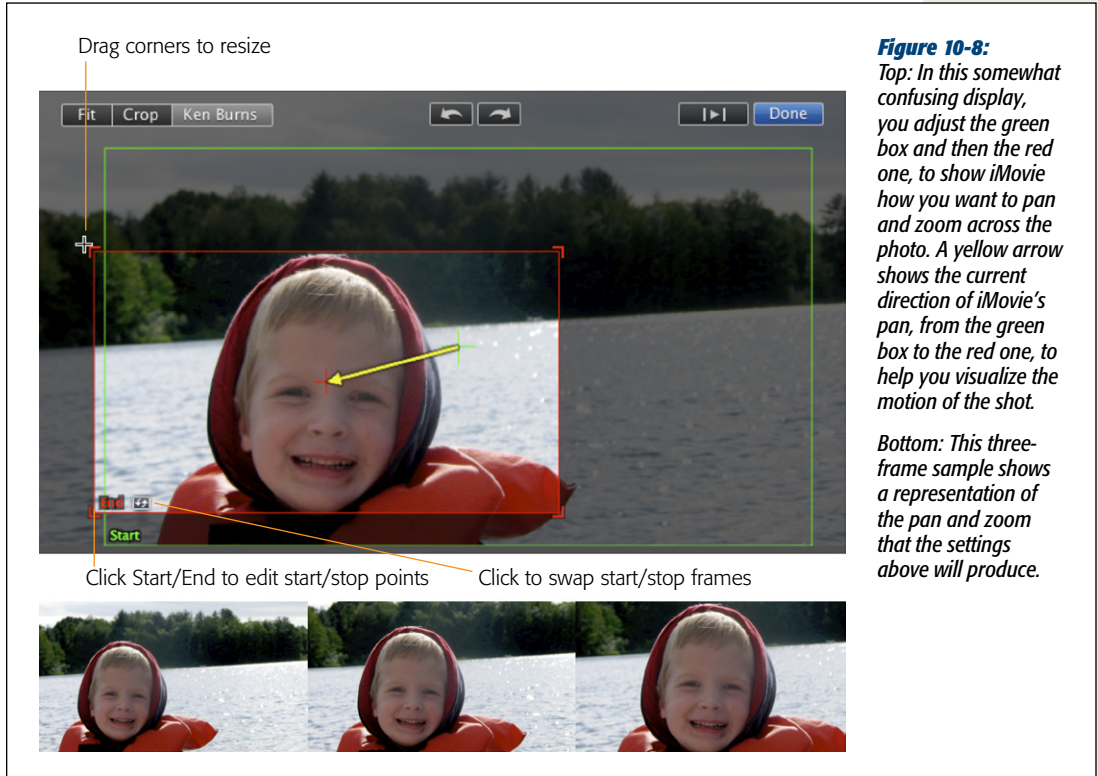 Drag corners to resize
Fit Crop Ken Burns Done
End
Start
Click Start/End to edit start/stop points Click to swap start/stop frames
Figure 10-8:
Top: In this somewhat
confusing display,
you adjust the green
box and then the red
one, to show iMovie
how you want to pan
and zoom across the
photo. A yellow arrow
shows the current
direction of iMovie's
pan, from the green
box to the red one, to
help you visualize the
motion of the shot.
Bottom: This three-
frame sample shows
a representation of
the pan and zoom
that the settings
above will produce.